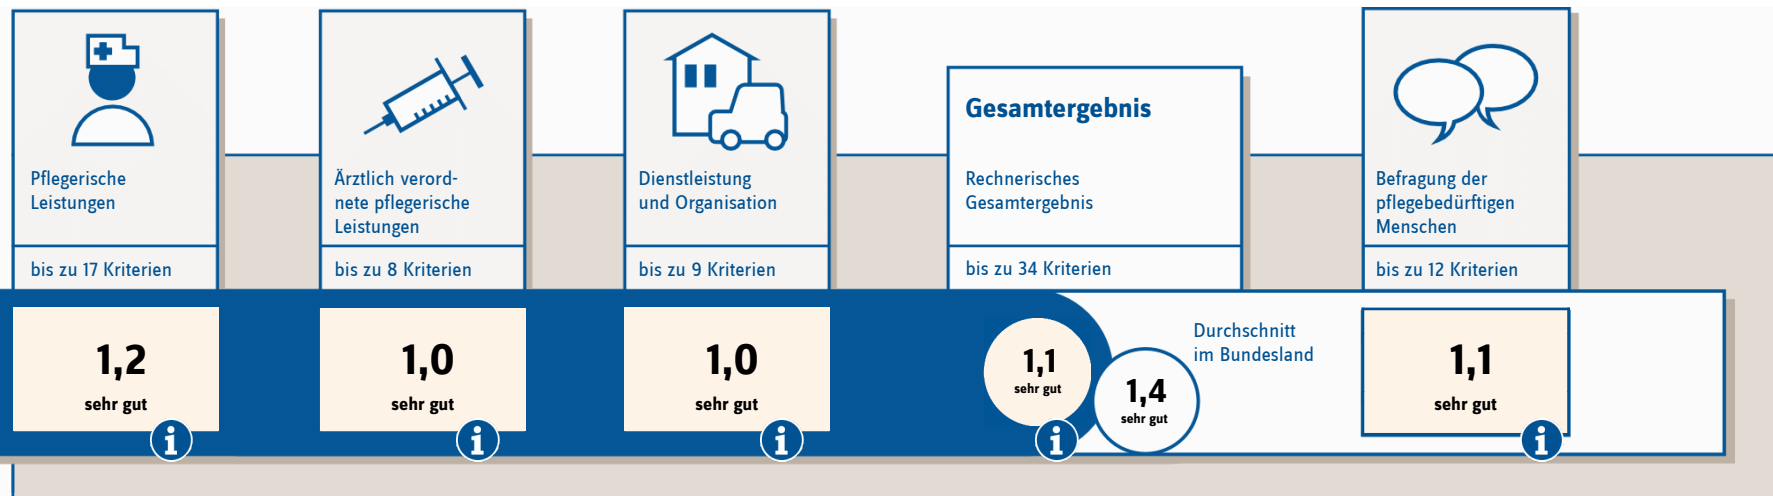 Pflegerische
Leistungen
bis zu 17 Kriterien
1,2
sehr gut
i
Ärztlich verord-
nete pflegerische
Leistungen
bis zu 8 Kriterien
1,0
sehr gut
i
Dienstleistung
und Organisation
bis zu 9 Kriterien
1,0
sehr gut
i
Gesamtergebnis
Rechnerisches
Gesamtergebnis
bis zu 34 Kriterien
1,1
sehr gut
i
1,4
sehr gut
Durchschnitt
im Bundesland
Befragung der
pflegebedürftigen
Menschen
bis zu 12 Kriterien
1,1
sehr gut
i